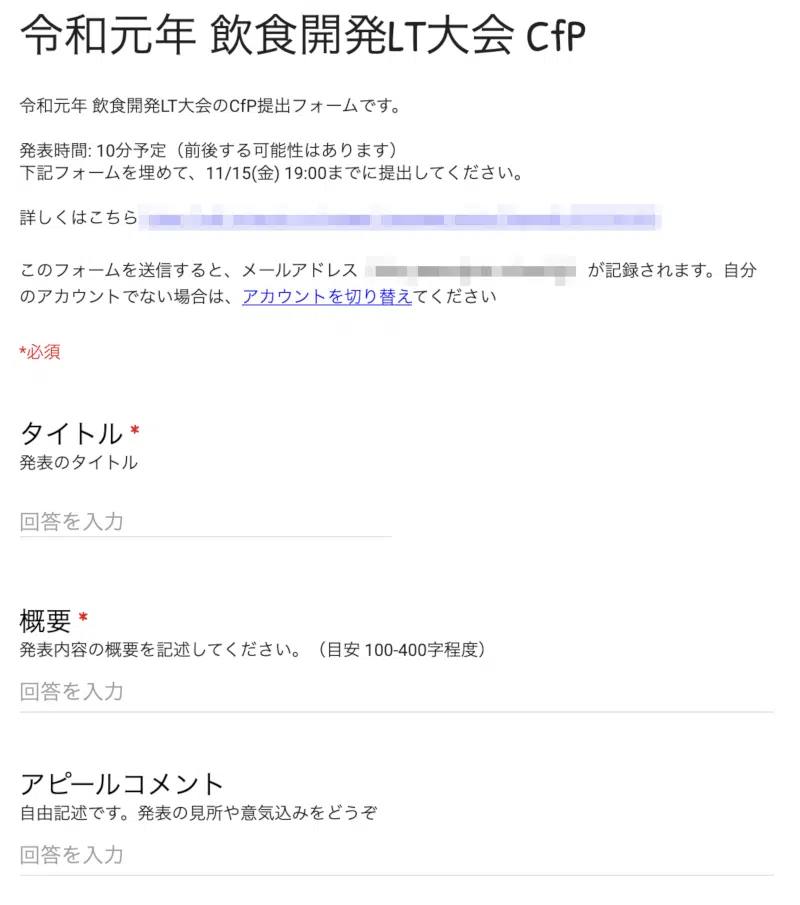 令和元年 飲食開発LT大会 CfP
令和元年 飲食開発LT大会のCfP提出フォームです。
発表時間: 10分予定（前後する可能性はあります）
下記フォームを埋めて、11/15(金) 19:00までに提出してください。
詳しくはこちら
このフォームを送信すると、メールアドレス が記録されます。自分
のアカウントでない場合は、アカウントを切り替えてください
*必須
タイトル *
発表のタイトル
回答を入力
概要 *
発表内容の概要を記述してください。（目安 100-400字程度）
回答を入力
アピールコメント
自由記述です。発表の見所や意気込みをどうぞ
回答を入力